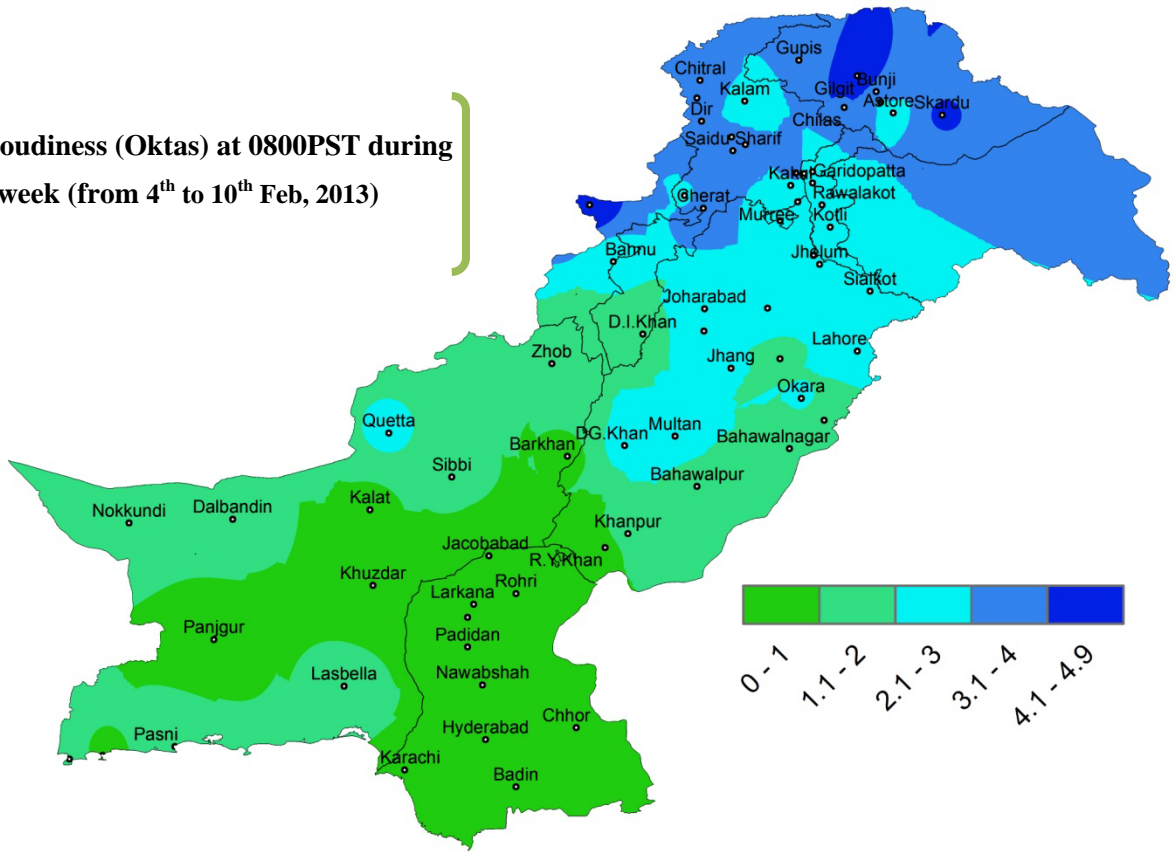 oudiness (Oktas) at 0800PST during
week (from 4th to 10th Feb, 2013)
Gupis
Chitral
Kalam
Bunji
Gilgit
Astore
Skardu
Dir
Chilas
Saidu Sharif
Garidopatta
Kakul
Cherat
Rawalakot
Murree
Kotli
Bannu
Jhelum
Sialkot
Joharabad
D.I.Khan
Lahore
Zhob
Jhang
Okara
Quetta
Multan
D.G.Khan
Bahawalnagar
Barkhan
Sibbi
Bahawalpur
Kalat
Nokkundi
Dalbandin
Khanpur
Jacobabad
R.Y.Khan
Khuzdar
Rohri
Larkana
Panjgur
Padidan
Lasbella
Nawabshah
Chhor
Pasni
Hyderabad
Karachi
Badin
0 - 1
1.1 - 2
2.1 - 3
3.1 - 4
4.1 - 4.9